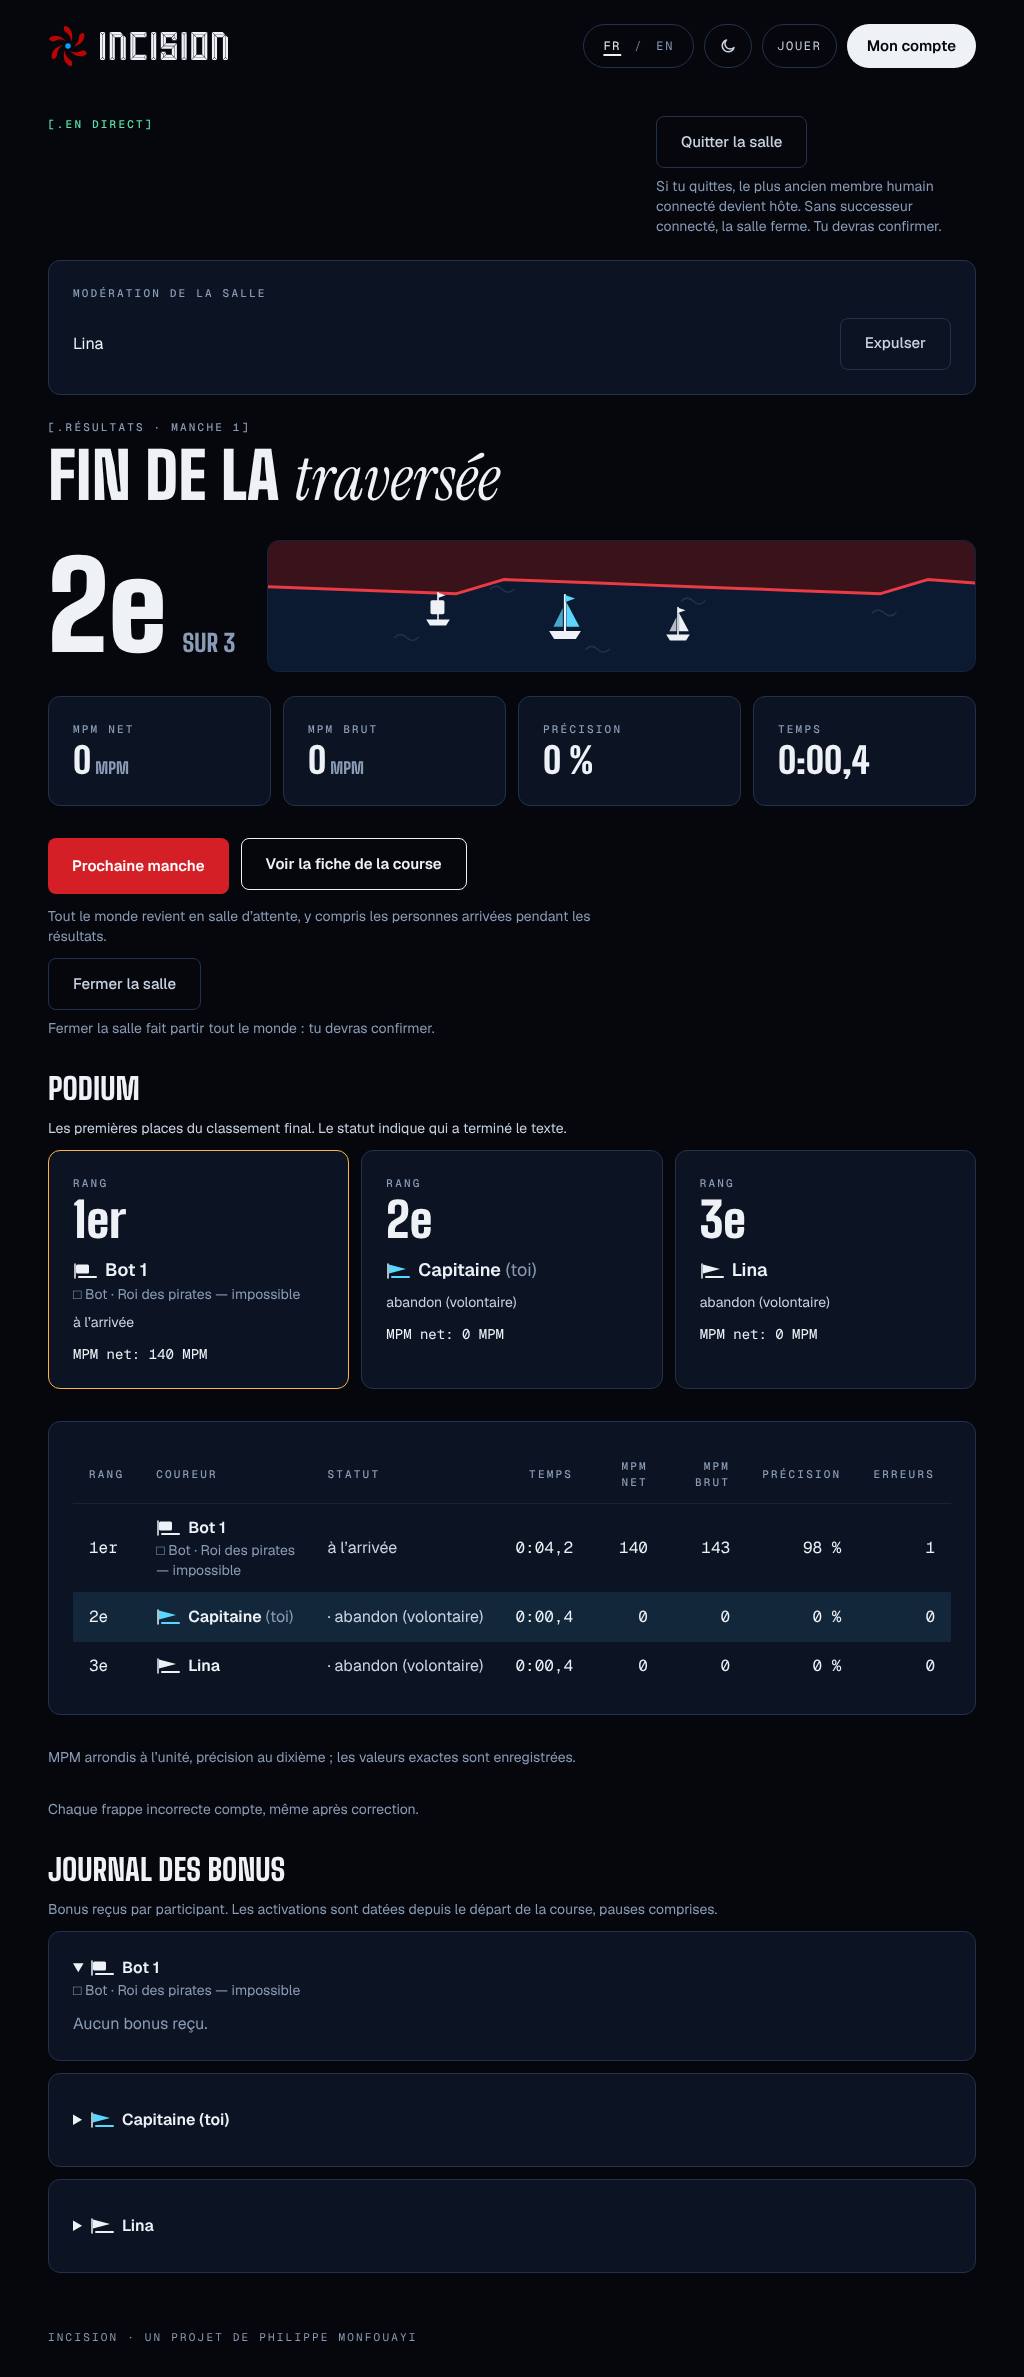 INCISION
FR / EN
JOUER
Mon compte
[.EN DIRECT]
Quitter la salle
Si tu quittes, le plus ancien membre humain
connecté devient hôte. Sans successeur
connecté, la salle ferme. Tu devras confirmer.
MODÉRATION DE LA SALLE
Lina
Expulser
[.RÉSULTATS · MANCHE 1]
FIN DE LA traversée
2e SUR 3
MPM NET
0 MPM
MPM BRUT
0 MPM
PRÉCISION
0 %
TEMPS
0:00,4
Prochaine manche
Voir la fiche de la course
Tout le monde revient en salle d’attente, y compris les personnes arrivées pendant les
résultats.
Fermer la salle
Fermer la salle fait partir tout le monde : tu devras confirmer.
PODIUM
Les premières places du classement final. Le statut indique qui a terminé le texte.
RANG
1er
Bot 1
□ Bot · Roi des pirates — impossible
à l’arrivée
MPM net: 140 MPM
RANG
2e
Capitaine (toi)
abandon (volontaire)
MPM net: 0 MPM
RANG
3e
Lina
abandon (volontaire)
MPM net: 0 MPM
RANG COUREUR STATUT TEMPS MPM NET MPM BRUT PRÉCISION ERREURS
1er Bot 1 à l’arrivée 0:04,2 140 143 98 % 1
□ Bot · Roi des pirates
— impossible
2e Capitaine (toi) · abandon (volontaire) 0:00,4 0 0 0 % 0
3e Lina · abandon (volontaire) 0:00,4 0 0 0 % 0
MPM arrondis à l’unité, précision au dixième ; les valeurs exactes sont enregistrées.
Chaque frappe incorrecte compte, même après correction.
JOURNAL DES BONUS
Bonus reçus par participant. Les activations sont datées depuis le départ de la course, pauses comprises.
▼ Bot 1
□ Bot · Roi des pirates — impossible
Aucun bonus reçu.
▶ Capitaine (toi)
▶ Lina
INCISION · UN PROJET DE PHILIPPE MONFOUAYI